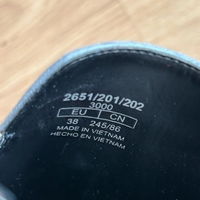 2651/201/202
3000
EU CN
38 245/86
MADE IN VIETNAM
HECHO EN VIETNAM